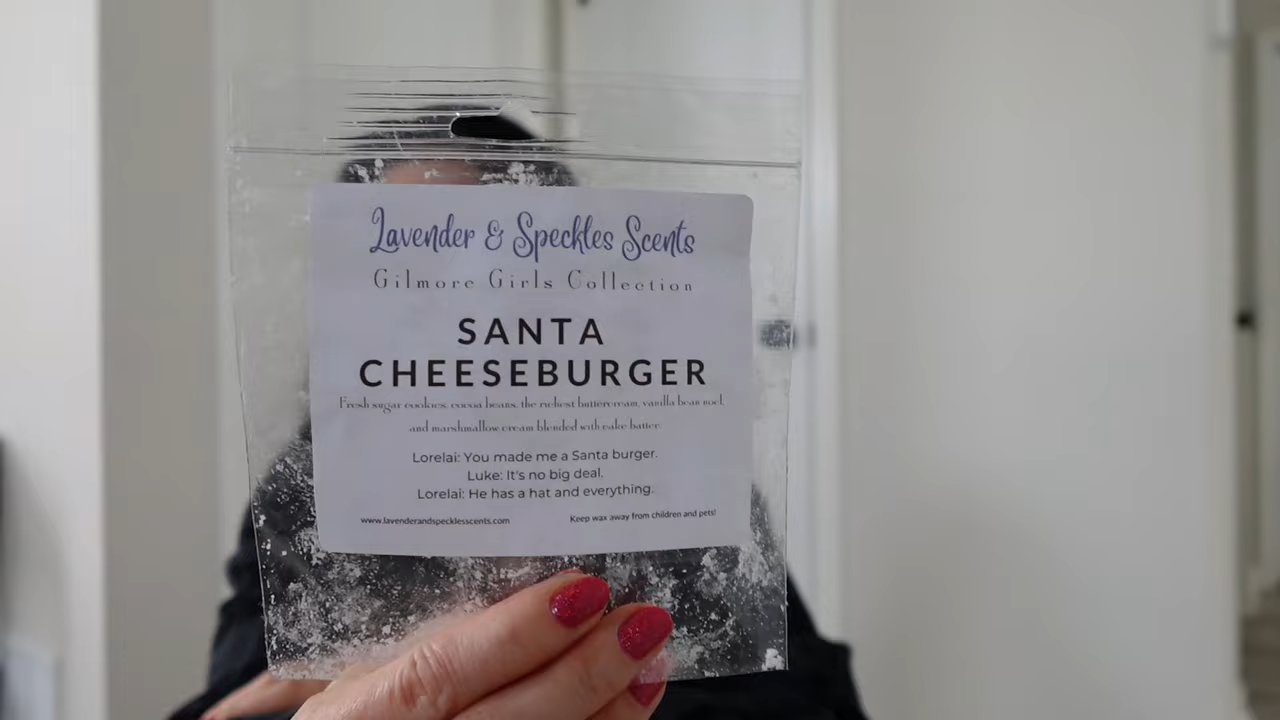 Lavender & Speckles Scents
Gilmore Girls Collection
SANTA
CHEESEBURGER
Fresh sugar cookies, cocoa beans, the richest buttercream, vanilla bean noel,
and marshmallow cream blended with cake batter.
Lorelai: You made me a Santa burger.
Luke: It's no big deal.
Lorelai: He has a hat and everything.
www.lavenderandspecklesscents.com
Keep wax away from children and pets!